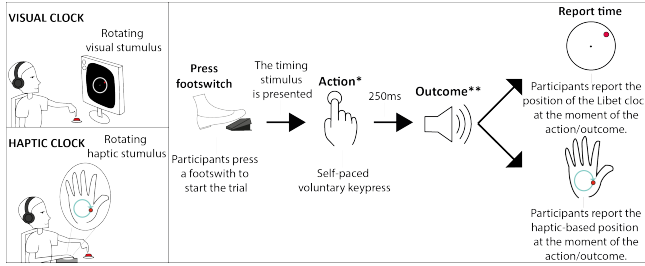 VISUAL CLOCK
Rotating
visual stumulus
HAPTIC CLOCK
Rotating
haptic stimulus
Press
footswitch
Participants press
a footswith to
start the trial
The timing
stimulus
is presented
Action*
Self-paced
voluntary keypress
250ms
Outcome**
Report time
Participants report the
position of the Libet cloc
at the moment of the
action/outcome.
Participants report the
haptic-based position
at the moment of the
action/outcome.